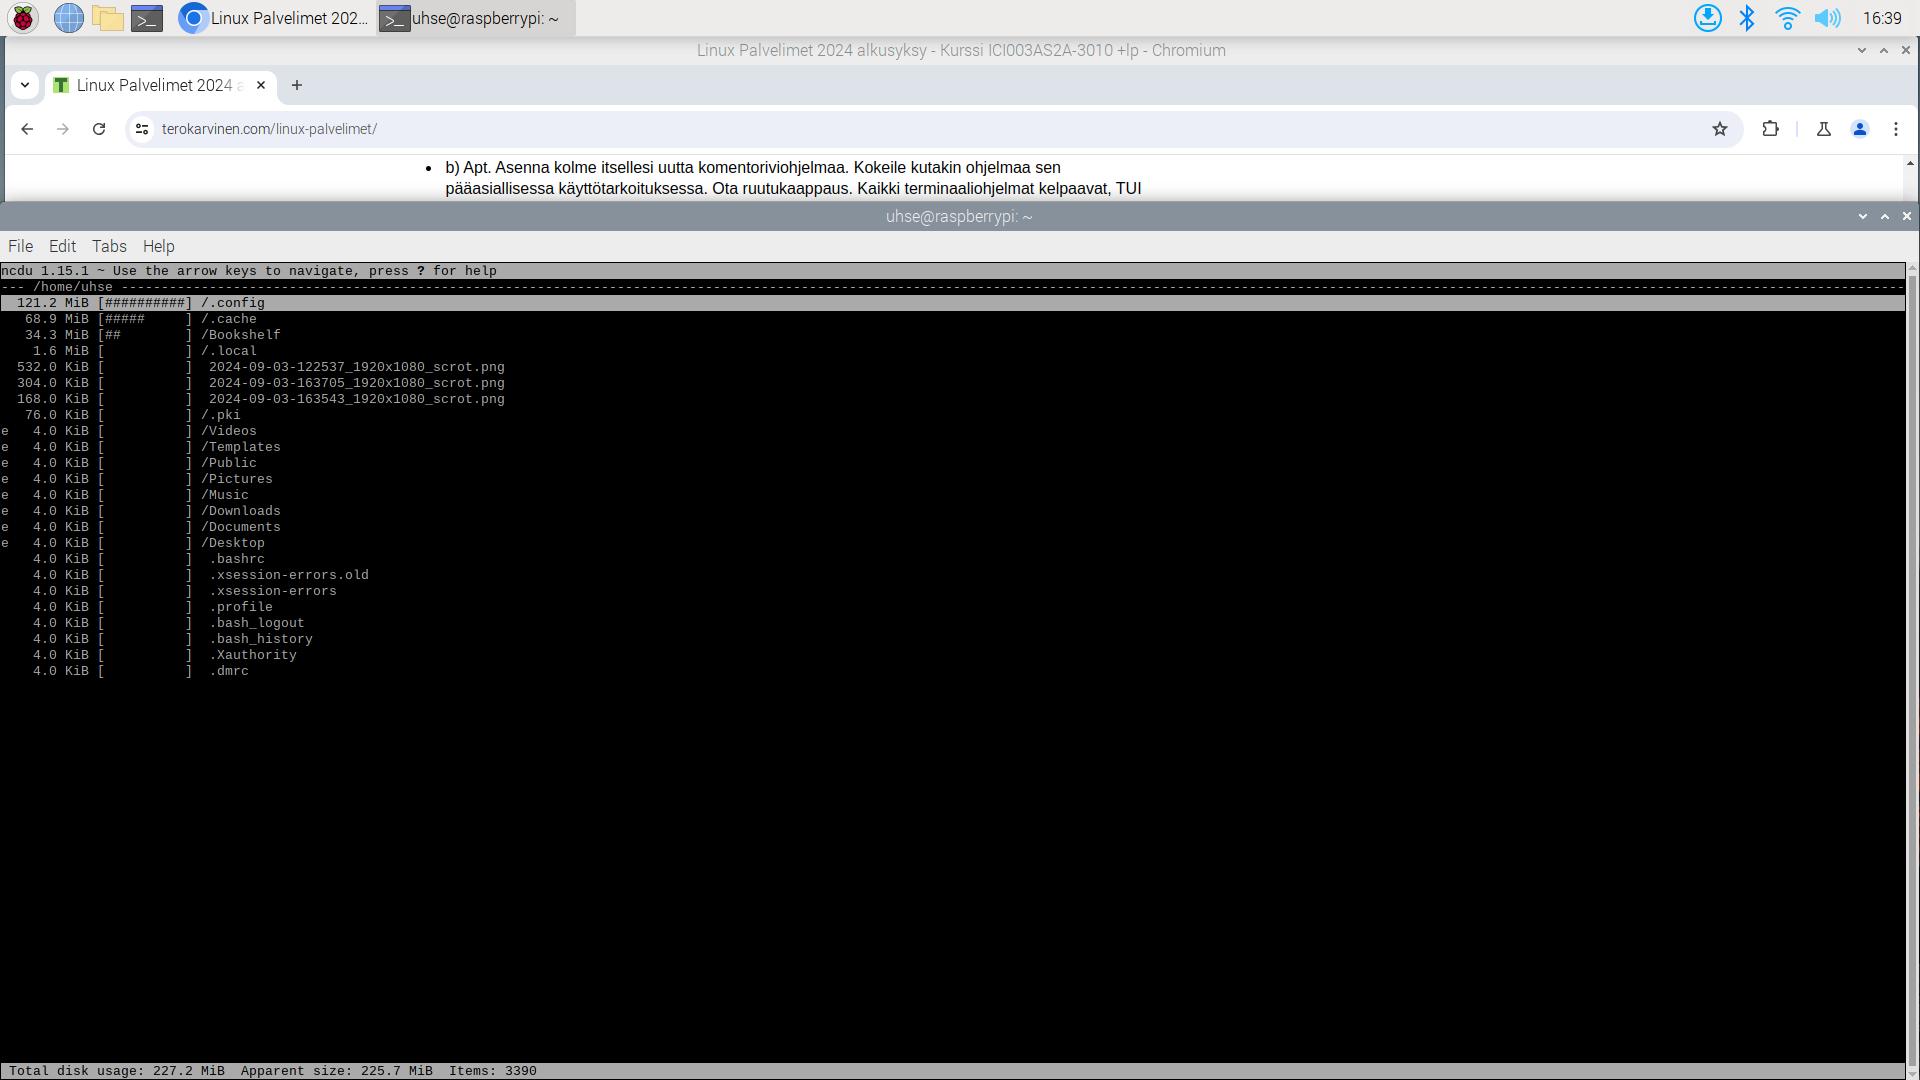 Linux Palvelimet 202... uhse@raspberrypi: ~ 16:39
Linux Palvelimet 2024 alkusyksy - Kurssi ICI003AS2A-3010 +lp - Chromium
Linux Palvelimet 2024 a
terokarvinen.com/linux-palvelimet/
• b) Apt. Asenna kolme itsellesi uutta komentoriviohjelmaa. Kokeile kutakin ohjelmaa sen
pääasiallisessa käyttötarkoituksessa. Ota ruutukaappaus. Kaikki terminaaliohjelmat kelpaavat, TUI
uhse@raspberrypi: ~
File Edit Tabs Help
ncdu 1.15.1 ~ Use the arrow keys to navigate, press ? for help
--- /home/uhse ---
121.2 MiB [##########] /.config
68.9 MiB [#####     ] /.cache
34.3 MiB [##        ] /Bookshelf
1.6 MiB [          ] /.local
532.0 KiB [          ]  2024-09-03-122537_1920x1080_scrot.png
304.0 KiB [          ]  2024-09-03-163705_1920x1080_scrot.png
168.0 KiB [          ]  2024-09-03-163543_1920x1080_scrot.png
76.0 KiB [          ] /.pki
e   4.0 KiB [          ] /Videos
e   4.0 KiB [          ] /Templates
e   4.0 KiB [          ] /Public
e   4.0 KiB [          ] /Pictures
e   4.0 KiB [          ] /Music
e   4.0 KiB [          ] /Downloads
e   4.0 KiB [          ] /Documents
e   4.0 KiB [          ] /Desktop
4.0 KiB [          ]  .bashrc
4.0 KiB [          ]  .xsession-errors.old
4.0 KiB [          ]  .xsession-errors
4.0 KiB [          ]  .profile
4.0 KiB [          ]  .bash_logout
4.0 KiB [          ]  .bash_history
4.0 KiB [          ]  .Xauthority
4.0 KiB [          ]  .dmrc
Total disk usage: 227.2 MiB  Apparent size: 225.7 MiB  Items: 3390